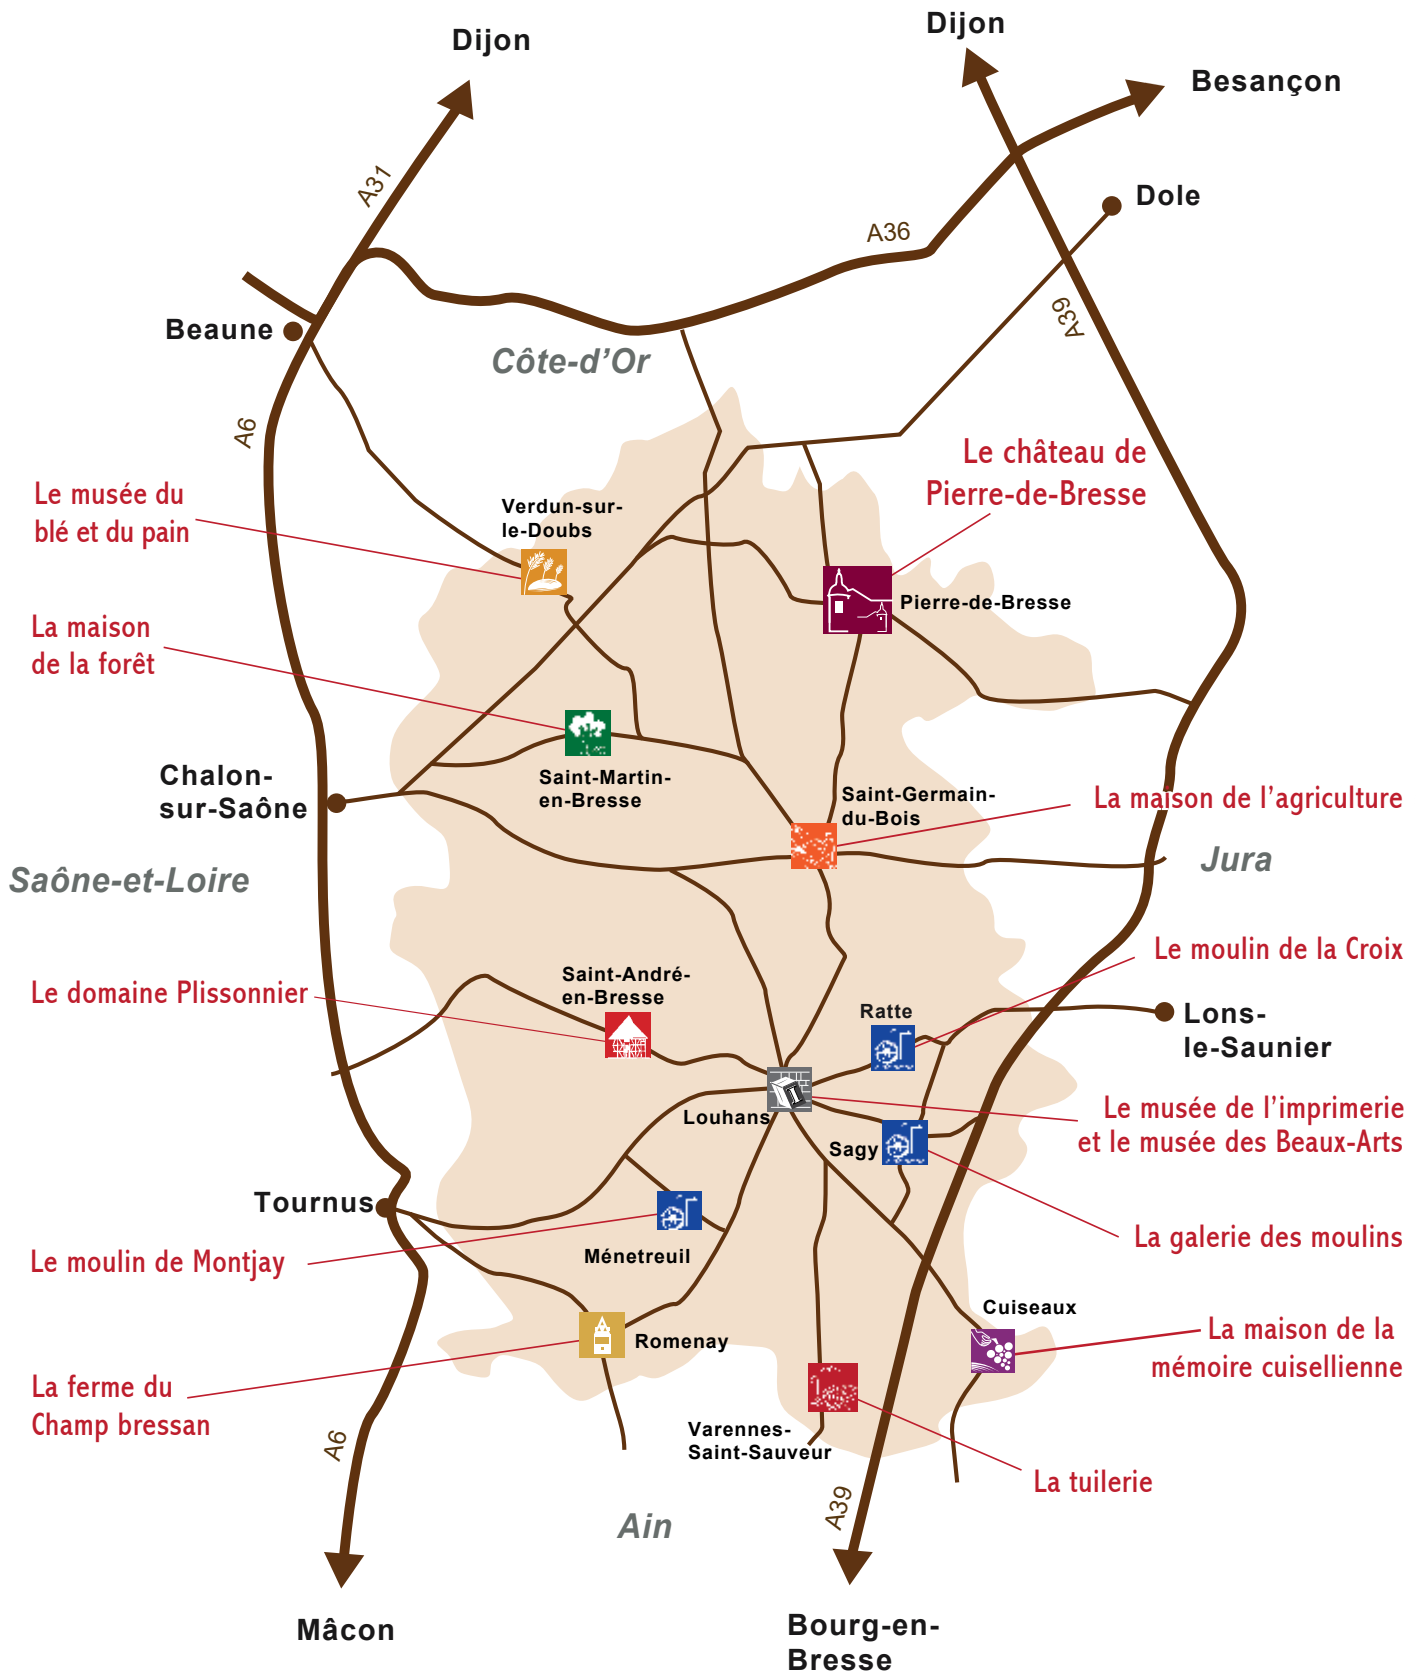 Dijon
Dijon
Besançon
A31
Dole
A36
A39
Beaune
Côte-d’Or
A6
Le château de
Pierre-de-Bresse
Le musée du
blé et du pain
Verdun-sur-
le-Doubs
Pierre-de-Bresse
La maison
de la forêt
Chalon-
sur-Saône
Saint-Martin-
en-Bresse
Saint-Germain-
du-Bois
La maison de l’agriculture
Saône-et-Loire
Jura
Le moulin de la Croix
Le domaine Plissonnier
Saint-André-
en-Bresse
Ratte
Lons-
le-Saunier
Louhans
Le musée de l’imprimerie
et le musée des Beaux-Arts
Sagy
Tournus
La galerie des moulins
Le moulin de Montjay
Ménetreuil
Cuiseaux
Romenay
La maison de la
mémoire cuisellienne
La ferme du
Champ bressan
Varennes-
Saint-Sauveur
A6
La tuilerie
A39
Ain
Mâcon
Bourg-en-
Bresse